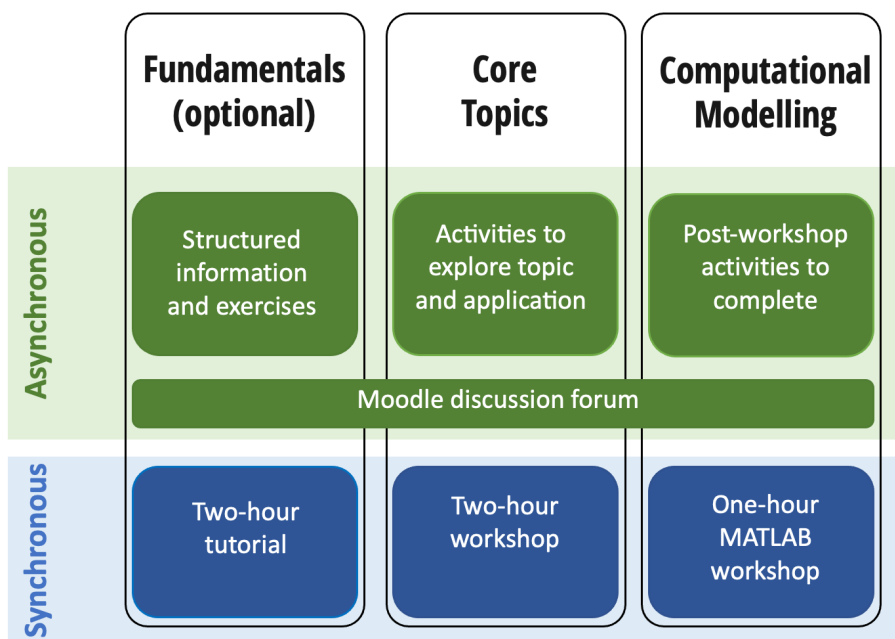 Fundamentals
(optional)
Core
Topics
Computational
Modelling
Asynchronous
Structured
information
and exercises
Activities to
explore topic
and application
Post-workshop
activities to
complete
Moodle discussion forum
Synchronous
Two-hour
tutorial
Two-hour
workshop
One-hour
MATLAB
workshop